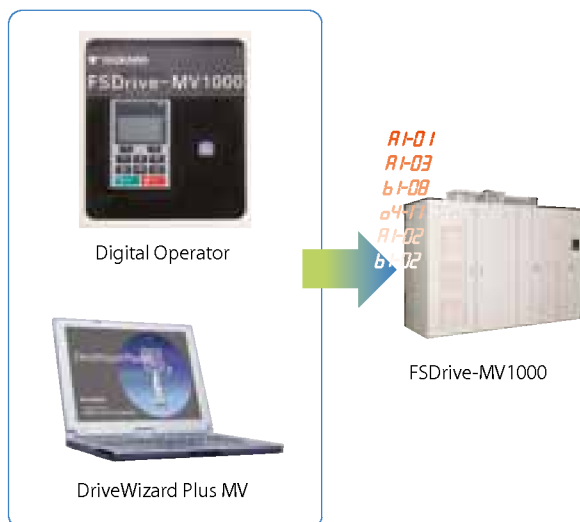 YASKAWA
FSDrive-MV1000
Digital Operator
DriveWizard Plus MV
A1-01
A1-03
b1-08
o4-11
A1-02
b1-02
FSDrive-MV1000